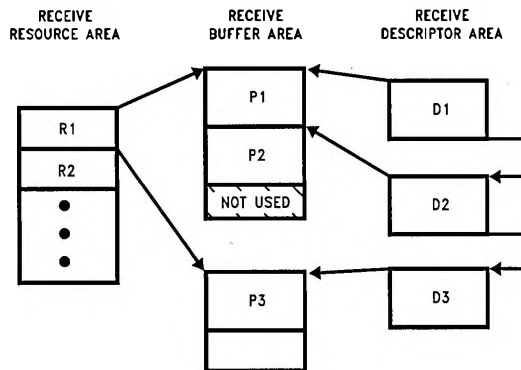 RECEIVE
RESOURCE AREA
RECEIVE
BUFFER AREA
RECEIVE
DESCRIPTOR AREA
R1
R2
P1
P2
NOT USED
P3
D1
D2
D3